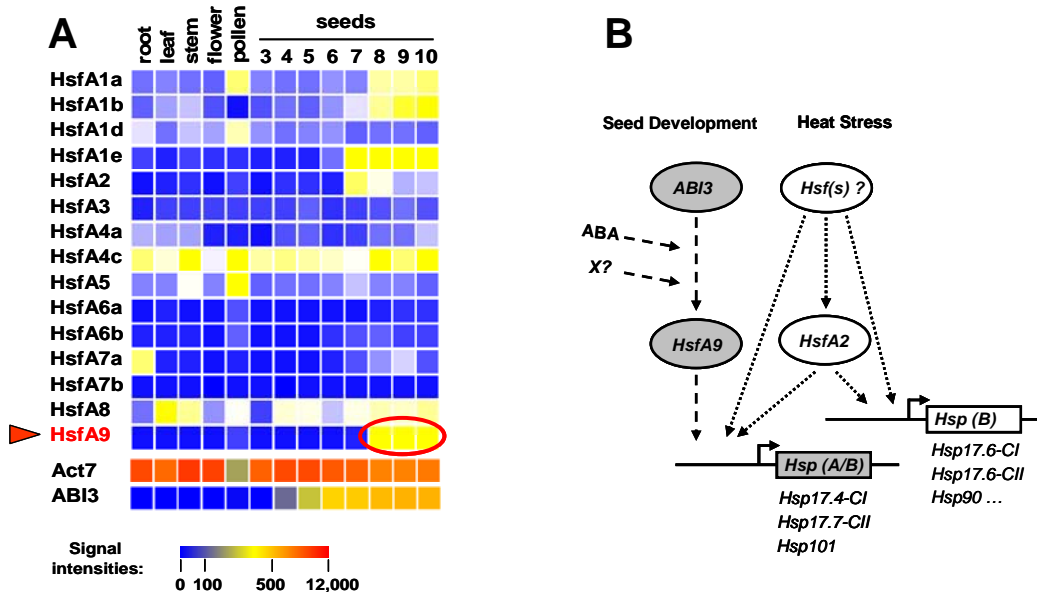 A
root leaf stem flower pollen
seeds
3 4 5 6 7 8 9 10
HsfA1a
HsfA1b
HsfA1d
HsfA1e
HsfA2
HsfA3
HsfA4a
HsfA4c
HsfA5
HsfA6a
HsfA6b
HsfA7a
HsfA7b
HsfA8
HsfA9
Act7
ABI3
Signal
intensities:
0 100 500 12,000
B
Seed Development Heat Stress
ABI3 Hsf(s) ?
ABA
X?
HsfA9 HsfA2
Hsp (B)
Hsp17.6-CI
Hsp17.6-CII
Hsp90 ...
Hsp (A/B)
Hsp17.4-CI
Hsp17.7-CII
Hsp101